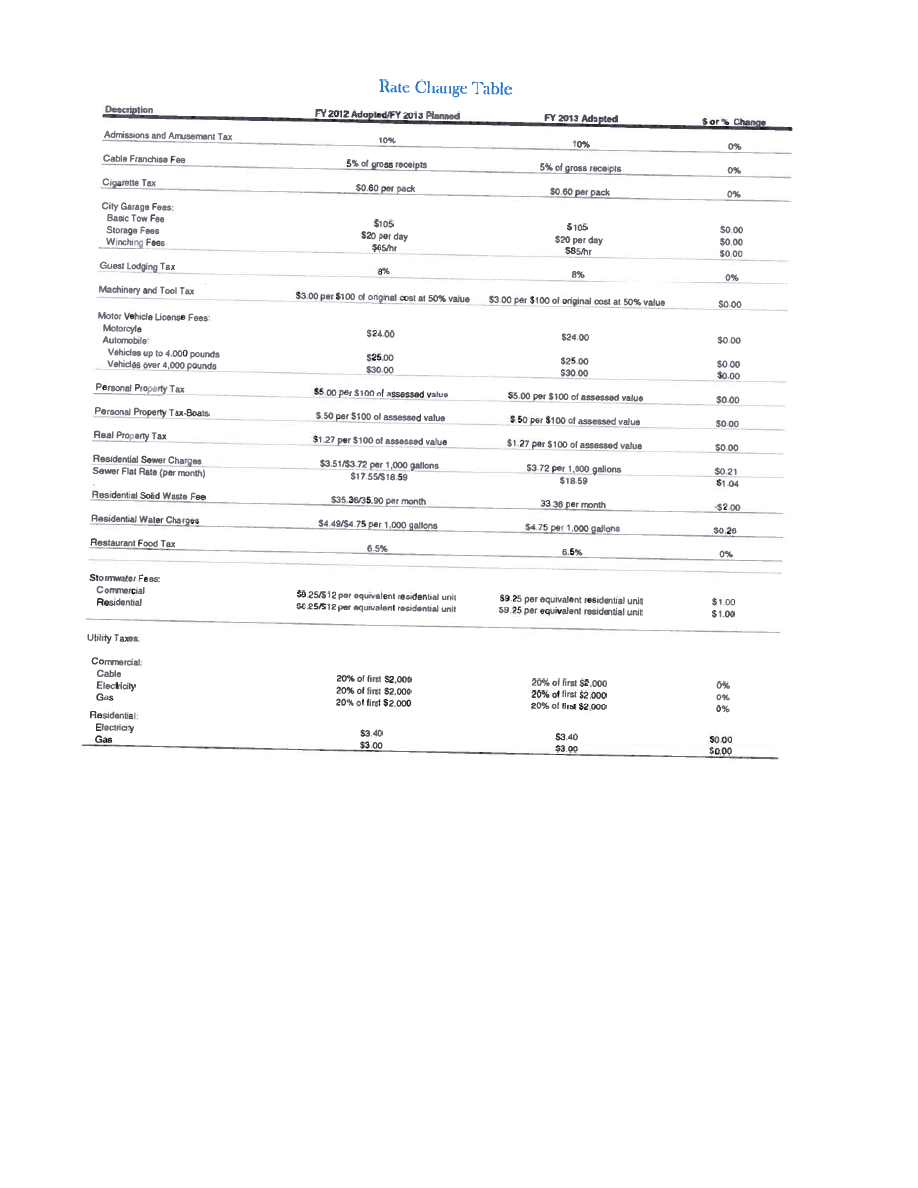 Rate Change Table
Description FY 2012 Adopted/FY 2013 Planned FY 2013 Adopted $ or % Change
Admissions and Amusement Tax 10% 10% 0%
Cable Franchise Fee 5% of gross receipts 5% of gross receipts 0%
Cigarette Tax $0.60 per pack $0.60 per pack 0%
City Garage Fees:
Basic Tow Fee $105 $105 $0.00
Storage Fees $20 per day $20 per day $0.00
Winching Fees $0.00
Guest Lodging Tax 8% 8% 0%
Machinery and Tool Tax $3.00 per $100 of original cost at 50% value $3.00 per $100 of original cost at 50% value $0.00
Motor Vehicle License Fees:
Motorcyle $24.00 $24.00 $0.00
Automobile:
Vehicles up to 4,000 pounds $25.00 $25.00 $0.00
Vehicles over 4,000 pounds $30.00 $30.00 $0.00
Personal Property Tax $5.00 per $100 of assessed value $5.00 per $100 of assessed value $0.00
Personal Property Tax-Boats $.50 per $100 of assessed value $.50 per $100 of assessed value $0.00
Real Property Tax $1.27 per $100 of assessed value $1.27 per $100 of assessed value $0.00
Residential Sewer Charges $3.51/$3.72 per 1,000 gallons $3.72 per 1,000 gallons $0.21
Sewer Flat Rate (per month) $17.55/$18.59 $18.59 $1.04
Residential Solid Waste Fee $35.36/35.90 per month 33.36 per month -$2.00
Residential Water Charges $4.49/$4.75 per 1,000 gallons $4.75 per 1,000 gallons $0.26
Restaurant Food Tax 6.5% 6.5% 0%
Stormwater Fees:
Commercial per equivalent residential unit $9.25 per equivalent residential unit $1.00
Residential per equivalent residential unit $9.25 per equivalent residential unit $1.00
Utility Taxes:
Commercial:
Cable 20% of first $2,000 20% of first $2,000 0%
Electricity 20% of first $2,000 20% of first $2,000 0%
Gas 20% of first $2,000 20% of first $2,000 0%
Residential:
Electricity $3.40 $3.40 $0.00
Gas $3.00 $3.00 $0.00